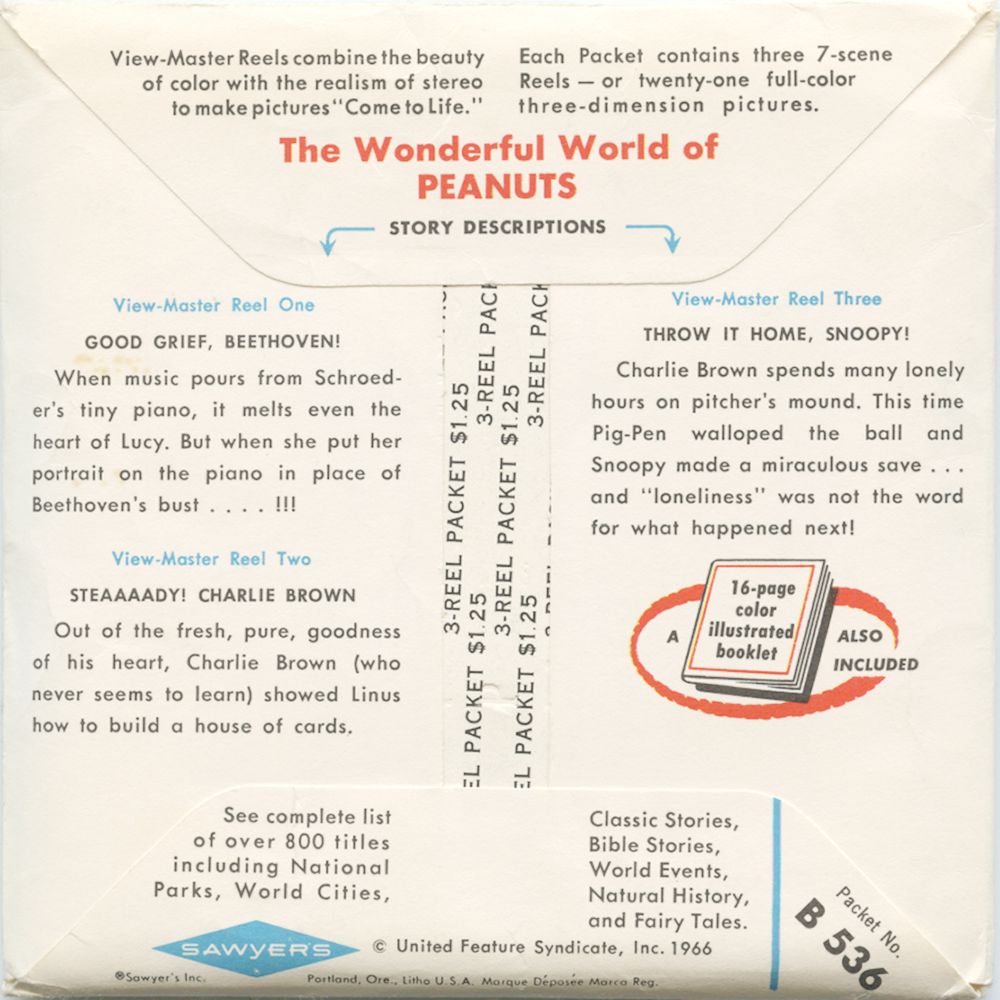 View-Master Reels combine the beauty
of color with the realism of stereo
to make pictures "Come to Life."
Each Packet contains three 7-scene
Reels — or twenty-one full-color
three-dimension pictures.
The Wonderful World of
PEANUTS
STORY DESCRIPTIONS
View-Master Reel One
GOOD GRIEF, BEETHOVEN!
When music pours from Schroed-
er's tiny piano, it melts even the
heart of Lucy. But when she put her
portrait on the piano in place of
Beethoven's bust . . . . !!!
View-Master Reel Two
STEAAAADY! CHARLIE BROWN
Out of the fresh, pure, goodness
of his heart, Charlie Brown (who
never seems to learn) showed Linus
how to build a house of cards.
3-REEL PACKET $1.25
EL PACKET $1.25
3-REEL PACK
3-REEL PACKET $1.25
EL PACKET $1.25
3-REEL PACK
View-Master Reel Three
THROW IT HOME, SNOOPY!
Charlie Brown spends many lonely
hours on pitcher's mound. This time
Pig-Pen walloped the ball and
Snoopy made a miraculous save . . .
and "loneliness" was not the word
for what happened next!
A
16-page
color
illustrated
booklet
ALSO
INCLUDED
See complete list
of over 800 titles
including National
Parks, World Cities,
Classic Stories,
Bible Stories,
World Events,
Natural History,
and Fairy Tales.
Packet No.
B 536
SAWYER'S
© United Feature Syndicate, Inc. 1966
®Sawyer's Inc.
Portland, Ore., Litho U.S.A. Marque Déposée Marca Reg.